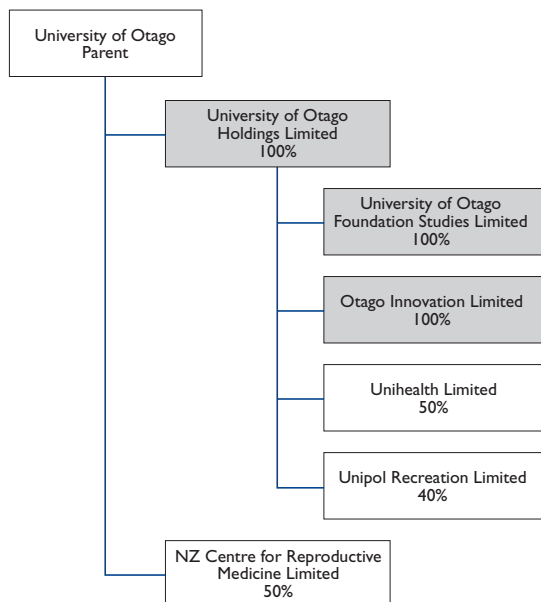 University of Otago
Parent
University of Otago
Holdings Limited
100%
University of Otago
Foundation Studies Limited
100%
Otago Innovation Limited
100%
Unihealth Limited
50%
Unipol Recreation Limited
40%
NZ Centre for Reproductive
Medicine Limited
50%